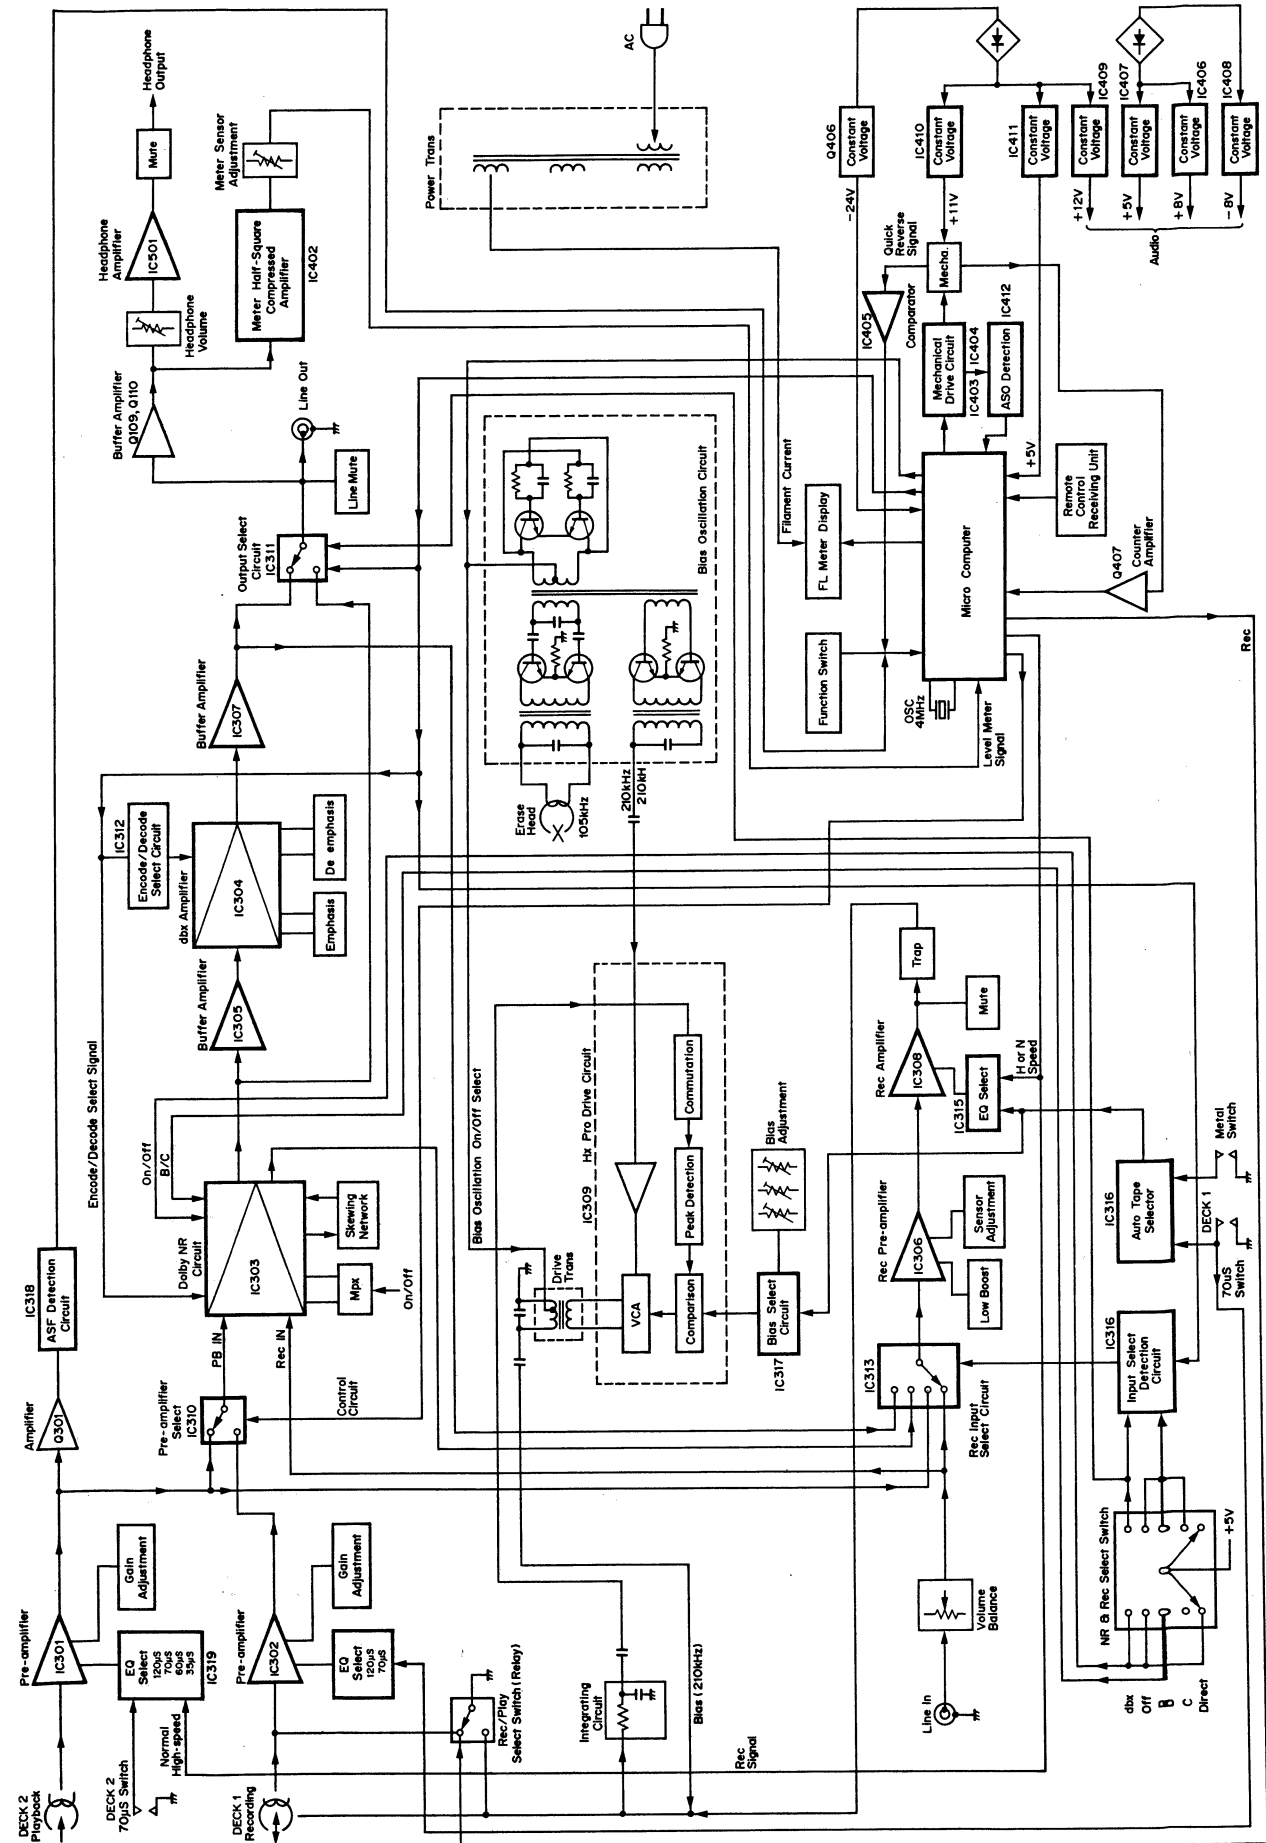 DECK 2
Playback
DECK 2
70μS Switch
Normal
High-speed
DECK 1
Recording
Pre-amplifier
IC301
Gain
Adjustment
EQ
Select
120μS
70μS
60μS
35μS
IC319
Pre-amplifier
IC302
Gain
Adjustment
EQ
Select
120μS
70μS
Rec/Play
Select Switch (Relay)
Integrating
Circuit
Bias (210kHz)
Rec
Signal
Line In
Volume
Balance
NR & Rec Select Switch
dbx
Off
B
C
Direct
+5V
Amplifier
Q301
IC318
ASF Detection
Circuit
Pre-amplifier
Select
IC310
Control
Circuit
PB IN
Rec IN
Dolby NR
Circuit
IC303
Mpx
On/Off
Skewing
Network
On/Off
B/C
Encode/Decode Select Signal
Buffer Amplifier
IC305
dbx Amplifier
IC304
IC312
Encode/Decode
Select Circuit
Emphasis
De emphasis
Buffer Amplifier
IC307
Output Select
Circuit
IC311
Line Mute
Line Out
Buffer Amplifier
Q109, Q110
Headphone
Volume
Headphone
Amplifier
IC501
Mute
Headphone
Output
Meter Half-Square
Compressed
Amplifier
IC402
Meter Sensor
Adjustment
Bias Oscillation On/Off Select
Drive
Trans
IC309
Hx Pro Drive Circuit
VCA
Comparison
Peak Detection
Commutation
Bias Select
Circuit
IC317
Bias
Adjustment
Erase
Head
105kHz
210kHz
210kH
Bias Oscillation Circuit
Power Trans
AC
Filament Current
FL Meter Display
Function Switch
OSC
4MHz
Level Meter
Signal
Micro Computer
Remote
Control
Receiving Unit
Q407
Counter
Amplifier
Rec
+5V
Mechanical
Drive Circuit
IC403
IC404
ASO Detection
IC412
IC405
Comparator
Quick
Reverse
Signal
Mecha.
-24V
+11V
Q406
Constant
Voltage
IC410
Constant
Voltage
IC411
Constant
Voltage
IC409
Constant
Voltage
IC407
Constant
Voltage
IC406
Constant
Voltage
IC408
Constant
Voltage
+12V
+5V
+8V
-8V
Audio
IC313
Rec Input
Select Circuit
Rec Pre-amplifier
IC306
Low Boost
Sensor
Adjustment
Rec Amplifier
IC308
IC315
EQ Select
H or N
Speed
Mute
Trap
IC316
Input Select
Detection
Circuit
IC316
Auto Tape
Selector
70uS
Switch
DECK 1
Metal
Switch